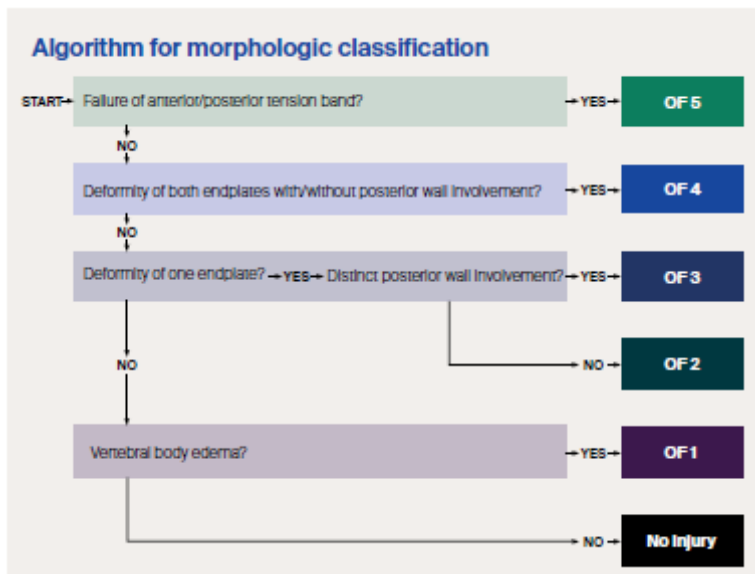 Algorithm for morphologic classification
START Failure of anterior/posterior tension band? YES OF 5
NO
Deformity of both endplates with/without posterior wall involvement? YES OF 4
NO
Deformity of one endplate? YES Distinct posterior wall involvement? YES OF 3
NO NO OF 2
Vertebral body edema? YES OF 1
NO No injury